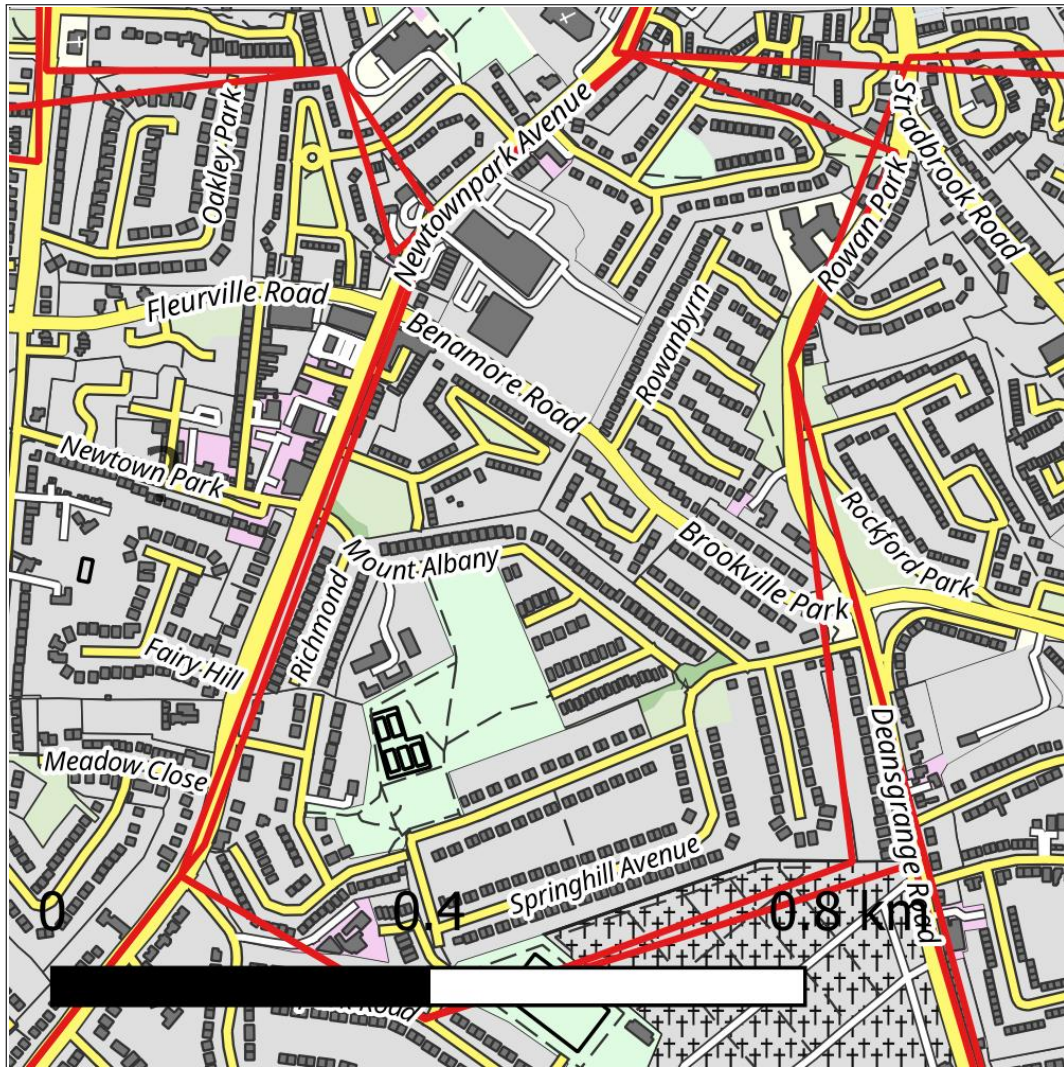 Newtownpark Avenue
Stradbrook Road
Oakley Park
Rowan Park
Fleurville Road
Benamore Road
Rowanbyrn
Newtown Park
Rockford Park
Mount Albany
Brookville Park
Richmond
Fairy Hill
Meadow Close
Deansgrange Road
Springhill Avenue
0
0.4
0.8 km
Road